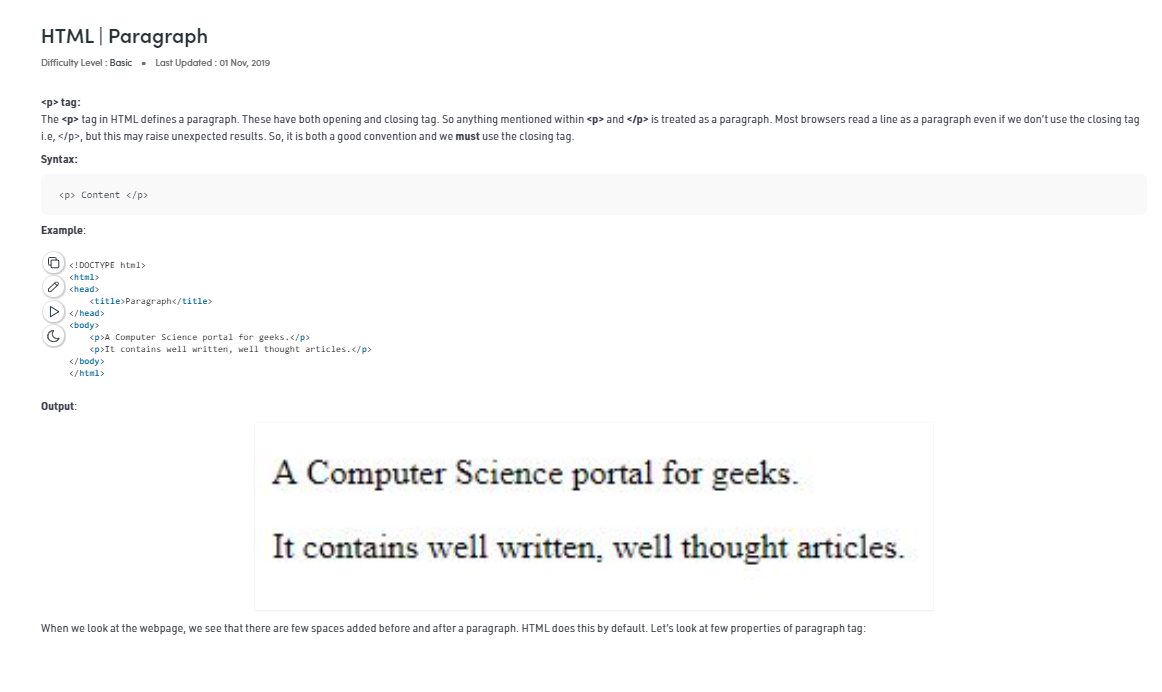 HTML | Paragraph
Difficulty Level : Basic • Last Updated : 01 Nov, 2019
<p> tag:
The <p> tag in HTML defines a paragraph. These have both opening and closing tag. So anything mentioned within <p> and </p> is treated as a paragraph. Most browsers read a line as a paragraph even if we don't use the closing tag
i.e, </p>, but this may raise unexpected results. So, it is both a good convention and we must use the closing tag.
Syntax:
<p> Content </p>
Example:
<!DOCTYPE html>
<html>
<head>
    <title>Paragraph</title>
</head>
<body>
    <p>A Computer Science portal for geeks.</p>
    <p>It contains well written, well thought articles.</p>
</body>
</html>
Output:
A Computer Science portal for geeks.
It contains well written, well thought articles.
When we look at the webpage, we see that there are few spaces added before and after a paragraph. HTML does this by default. Let's look at few properties of paragraph tag: